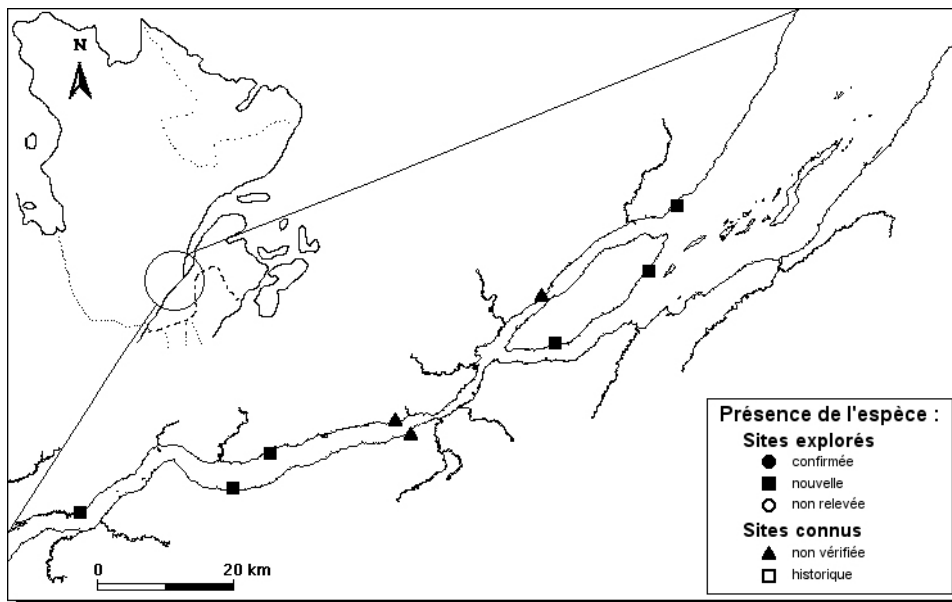 N
Présence de l'espèce :
Sites explorés
confirmée
nouvelle
non relevée
Sites connus
non vérifiée
historique
0 20 km